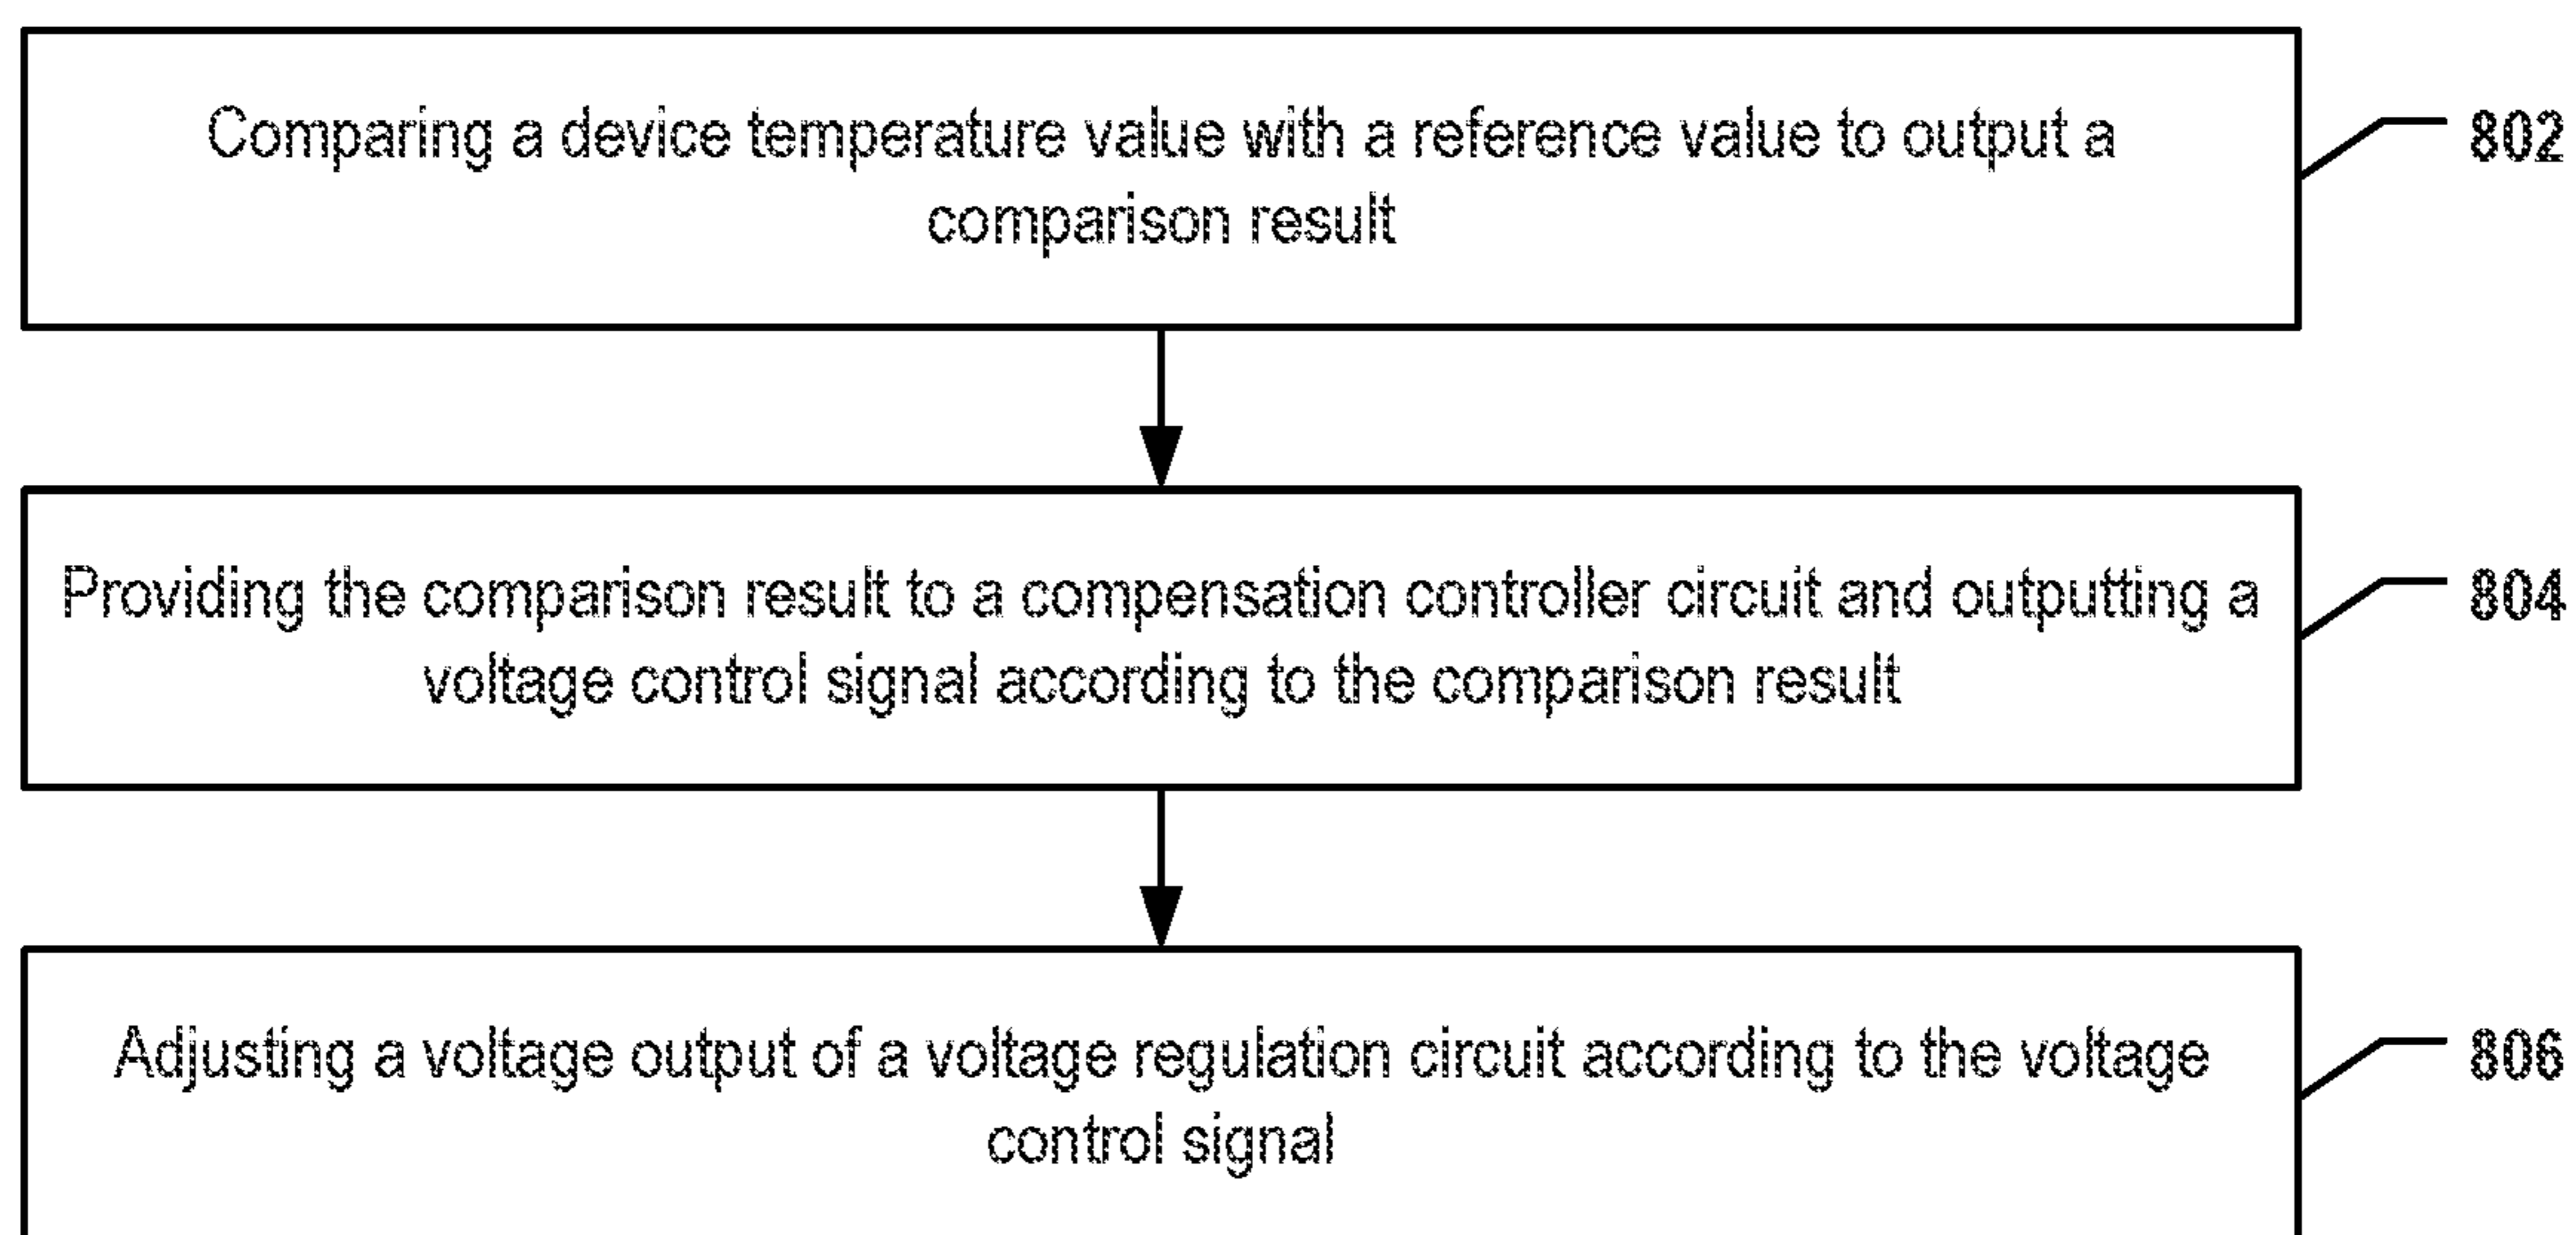 Comparing a device temperature value with a reference value to output a
comparison result
802
Providing the comparison result to a compensation controller circuit and outputting a
voltage control signal according to the comparison result
804
Adjusting a voltage output of a voltage regulation circuit according to the voltage
control signal
806